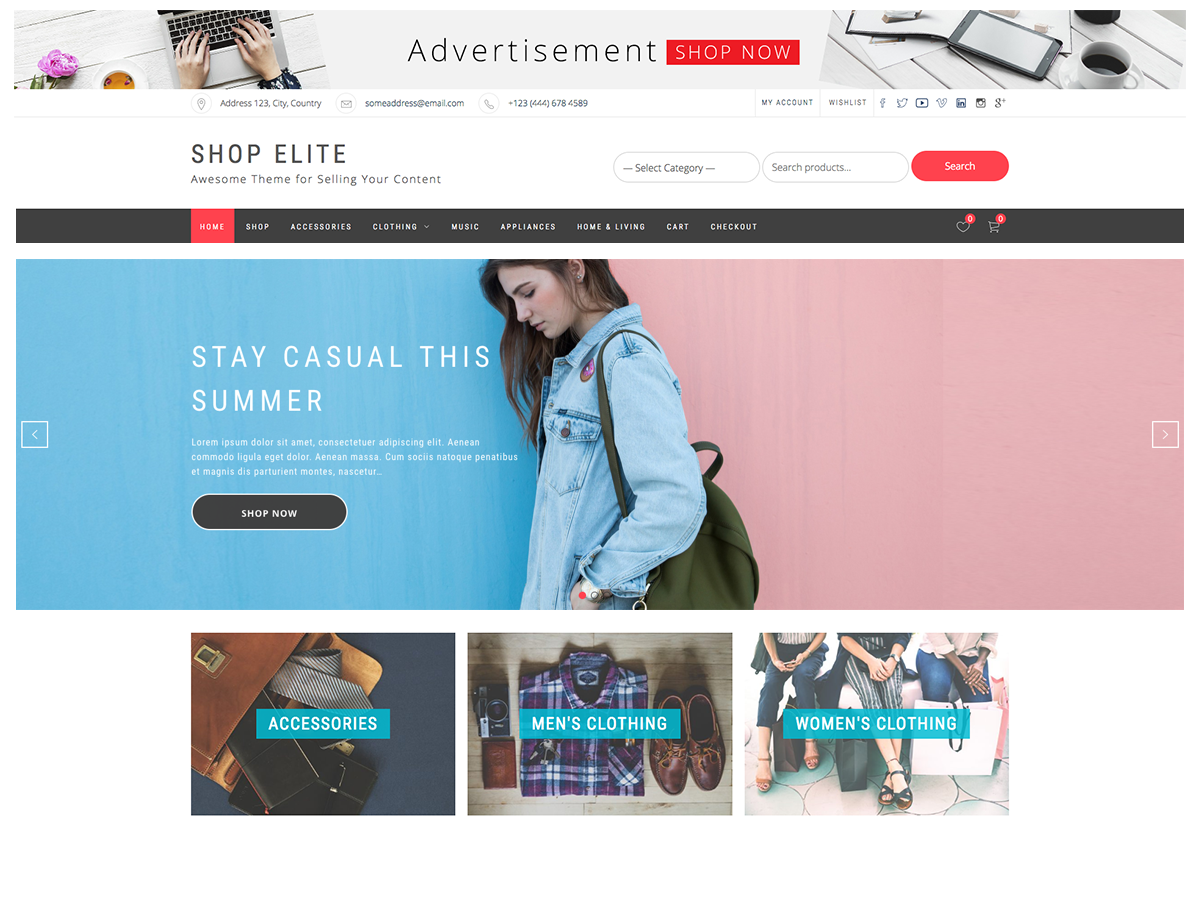 Advertisement SHOP NOW
Address 123, City, Country someaddress@email.com +123 (444) 678 4589 MY ACCOUNT WISHLIST
SHOP ELITE
Awesome Theme for Selling Your Content
— Select Category — Search products... Search
HOME SHOP ACCESSORIES CLOTHING MUSIC APPLIANCES HOME & LIVING CART CHECKOUT 0 0
STAY CASUAL THIS
SUMMER
Lorem ipsum dolor sit amet, consectetuer adipiscing elit. Aenean
commodo ligula eget dolor. Aenean massa. Cum sociis natoque penatibus
et magnis dis parturient montes, nascetur...
SHOP NOW
ACCESSORIES MEN'S CLOTHING WOMEN'S CLOTHING